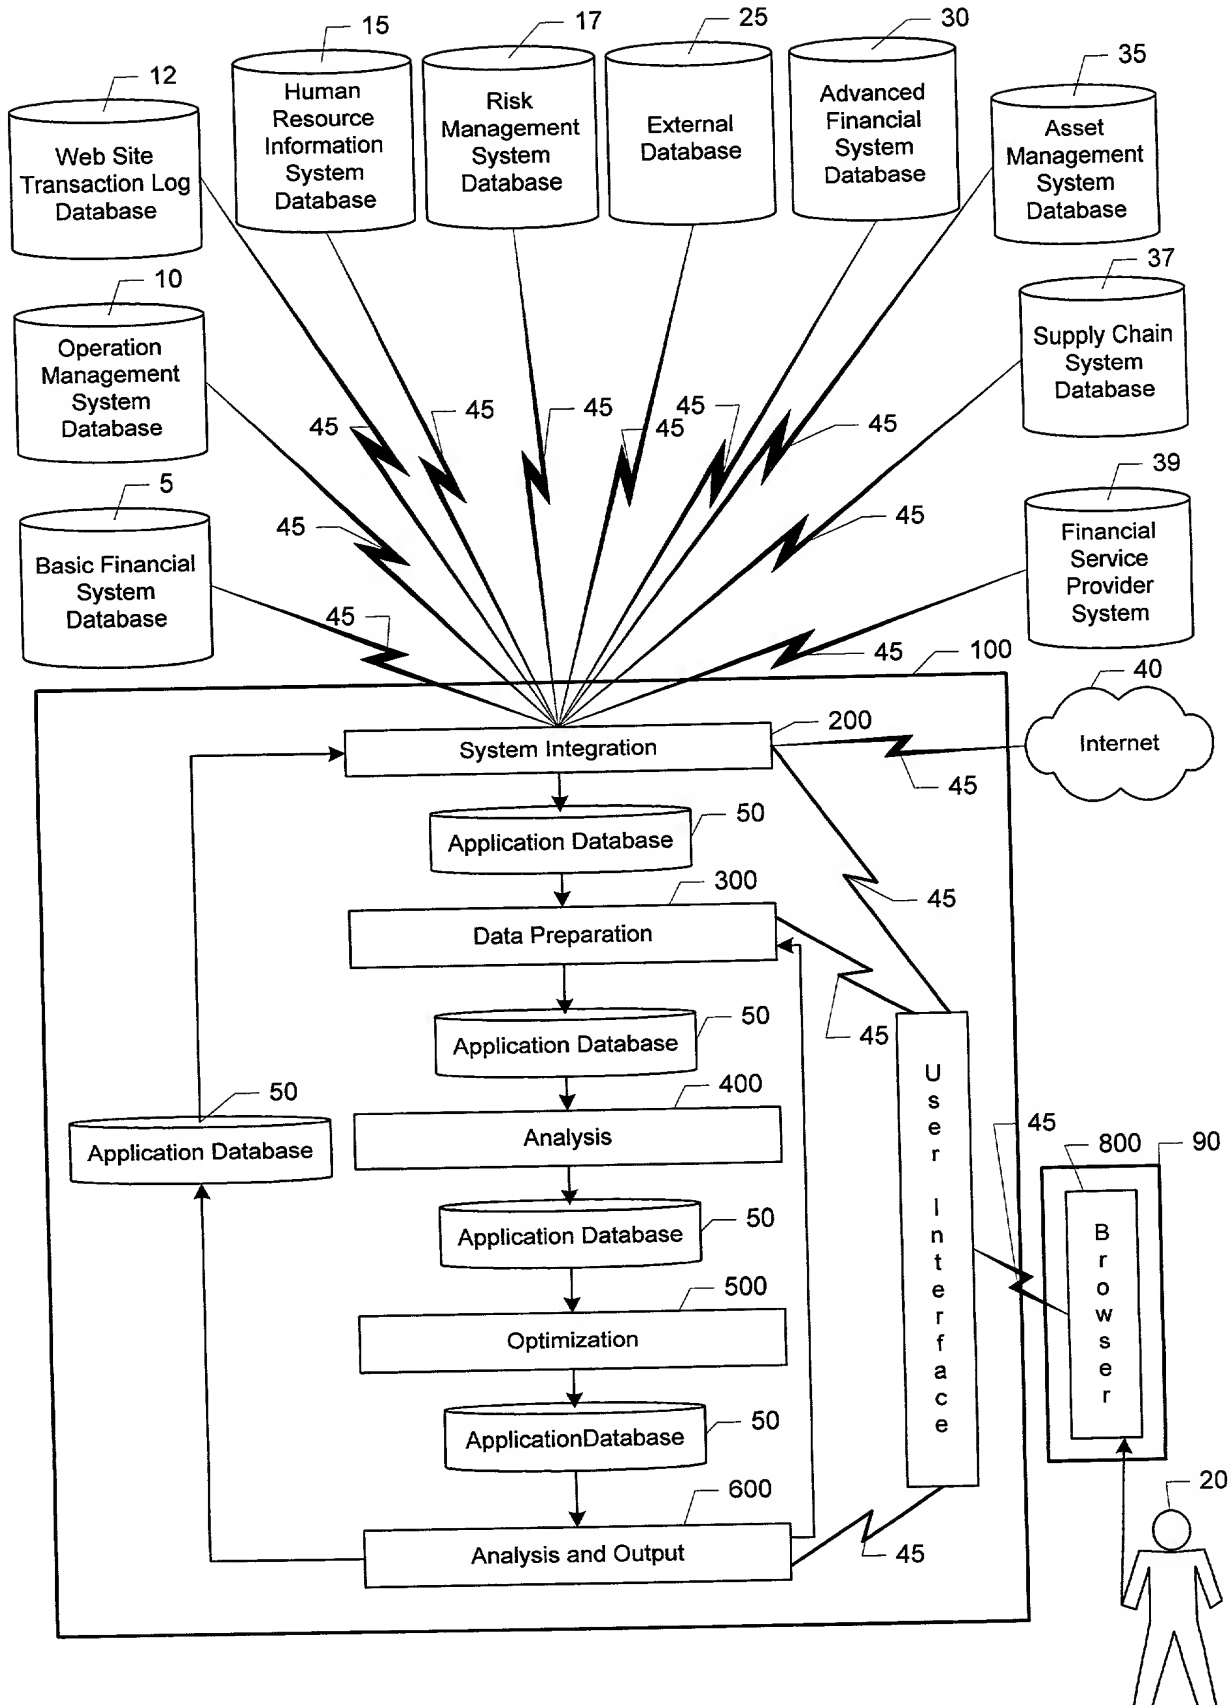 12
15
17
25
30
35
Web Site
Transaction Log
Database
Human
Resource
Information
System
Database
Risk
Management
System
Database
External
Database
Advanced
Financial
System
Database
Asset
Management
System
Database
10
Operation
Management
System
Database
37
Supply Chain
System
Database
5
Basic Financial
System
Database
39
Financial
Service
Provider
System
45
45
45
45
45
45
45
45
45
45
100
40
Internet
200
System Integration
45
50
Application Database
45
300
Data Preparation
45
50
Application Database
50
Application Database
400
Analysis
50
Application Database
500
Optimization
50
ApplicationDatabase
600
Analysis and Output
45
User Interface
45
800
90
Browser
20